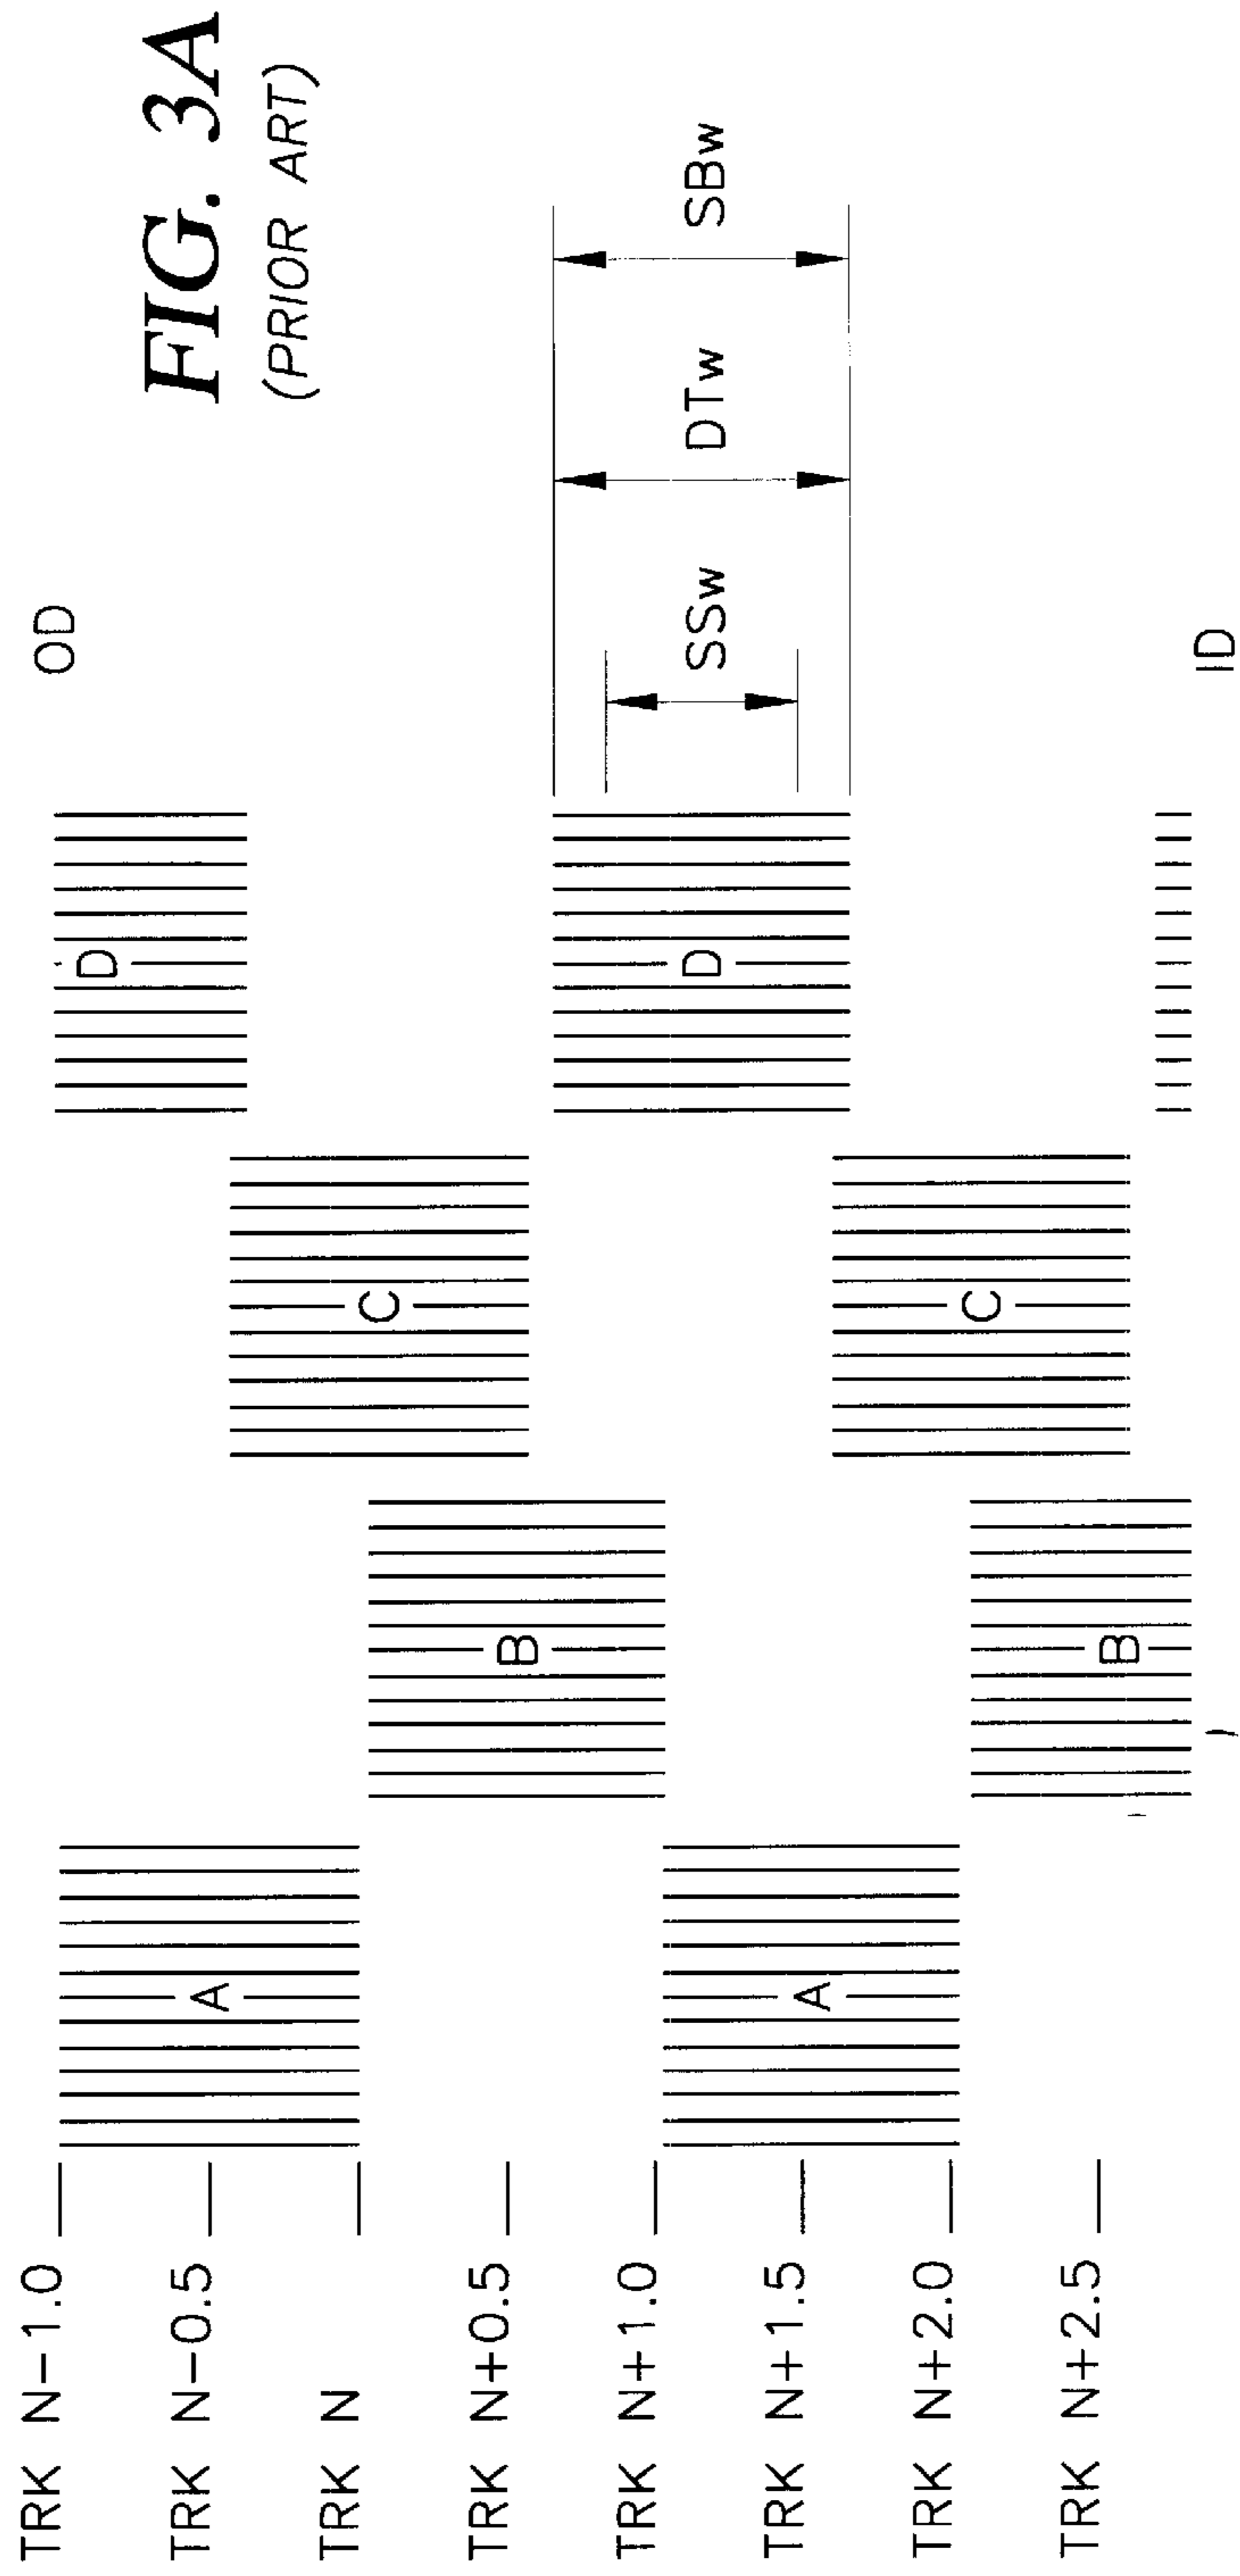 FIG. 3A
(PRIOR ART)
OD
TRK N-1.0
TRK N-0.5
TRK N
TRK N+0.5
TRK N+1.0
TRK N+1.5
TRK N+2.0
TRK N+2.5
A
A
B
B
C
C
D
D
SSw
DTw
SBw
ID